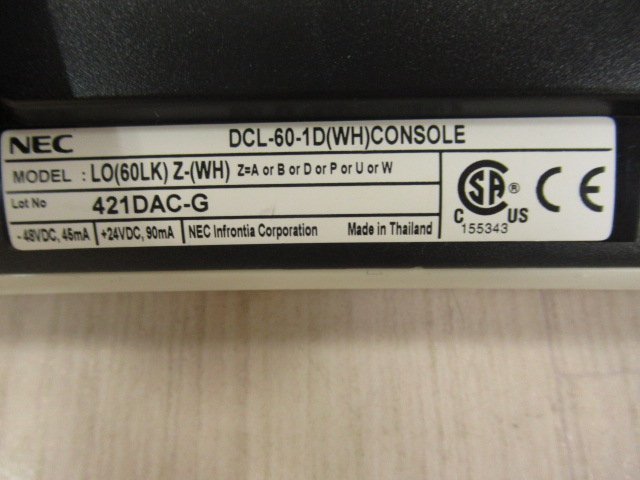 NEC DCL-60-1D(WH)CONSOLE
MODEL : LO(60LK) Z-(WH) Z=A or B or D or P or U or W
Lot No 421DAC-G
-48VDC, 45mA +24VDC, 90mA NEC Infrontia Corporation Made in Thailand
SA ®
C US
155343
CE